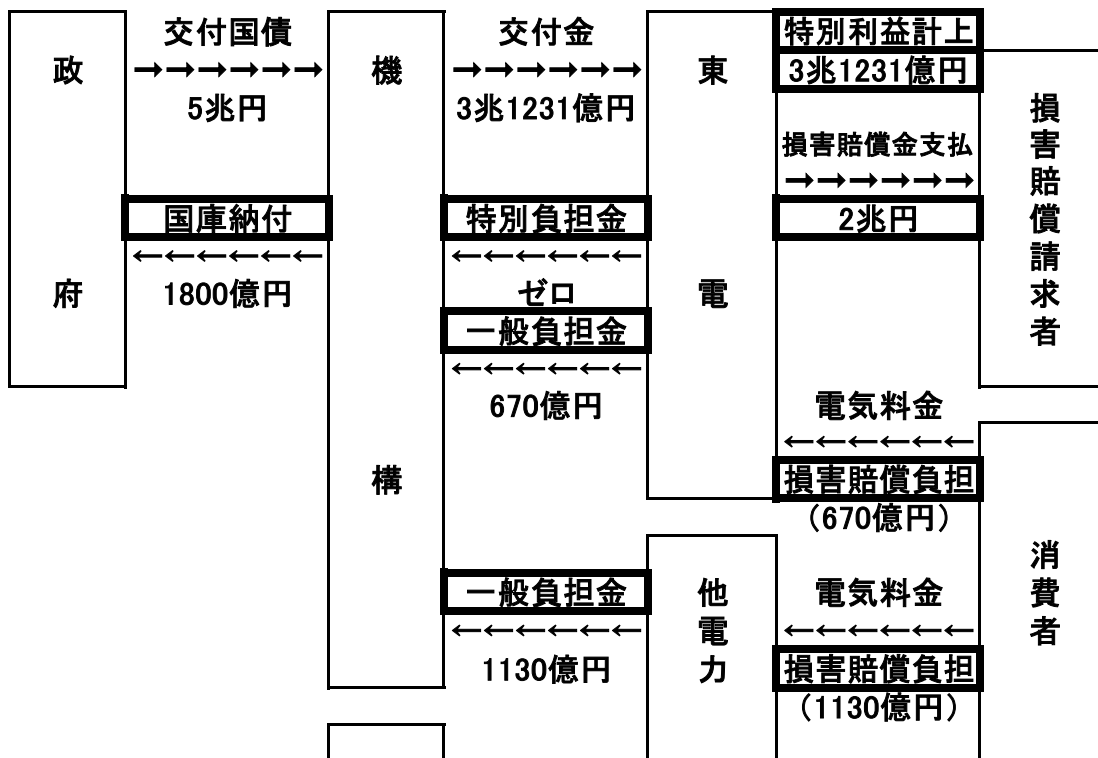 政府
交付国債
→→→→→→
5兆円
国庫納付
←←←←←←
1800億円
機構
交付金
→→→→→→
3兆1231億円
特別負担金
←←←←←←
ゼロ
一般負担金
←←←←←←
670億円
一般負担金
←←←←←←
1130億円
東電
他電力
特別利益計上
3兆1231億円
損害賠償金支払
→→→→→→
2兆円
電気料金
←←←←←←
損害賠償負担
（670億円）
電気料金
←←←←←←
損害賠償負担
（1130億円）
損害賠償請求者
消費者